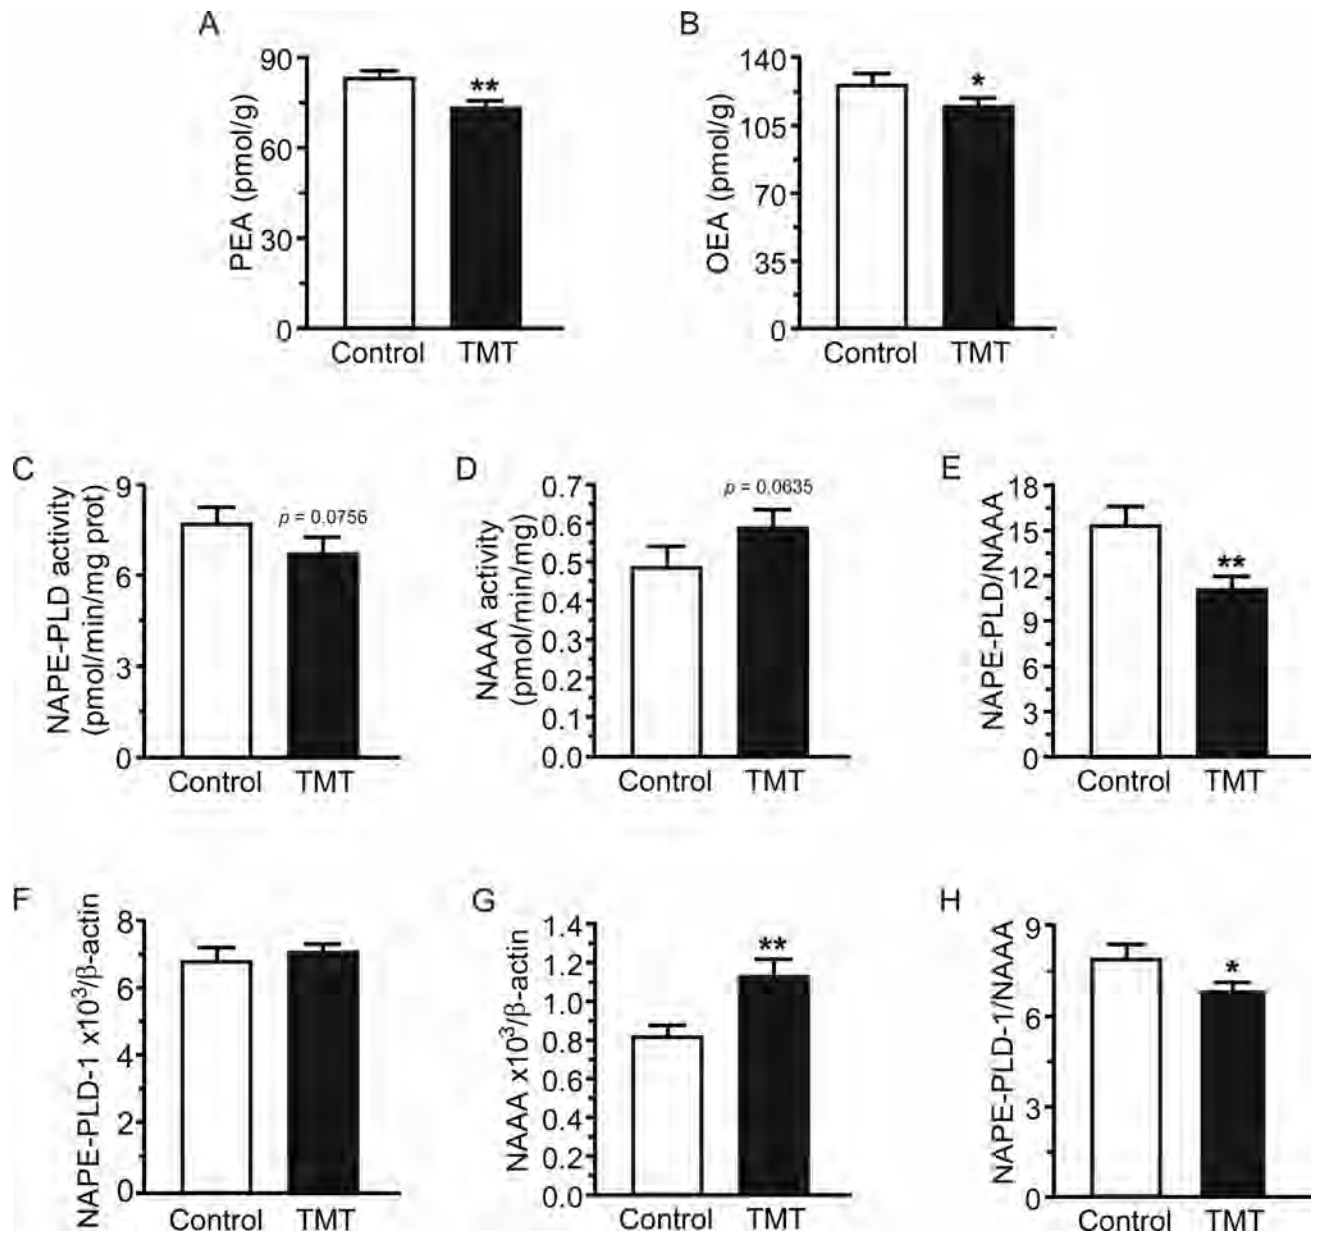 A
PEA (pmol/g)
90
60
30
0
**
Control TMT
B
OEA (pmol/g)
140
105
70
35
0
*
Control TMT
C
NAPE-PLD activity
(pmol/min/mg prot)
9
6
3
0
p = 0.0756
Control TMT
D
NAAA activity
(pmol/min/mg)
0.7
0.6
0.5
0.4
0.3
0.2
0.1
0.0
p = 0.0635
Control TMT
E
NAPE-PLD/NAAA
18
15
12
9
6
3
0
**
Control TMT
F
NAPE-PLD-1 x10³/β-actin
8
6
4
2
0
Control TMT
G
NAAA x10³/β-actin
1.4
1.2
1.0
0.8
0.6
0.4
0.2
0.0
**
Control TMT
H
NAPE-PLD-1/NAAA
9
6
3
0
*
Control TMT